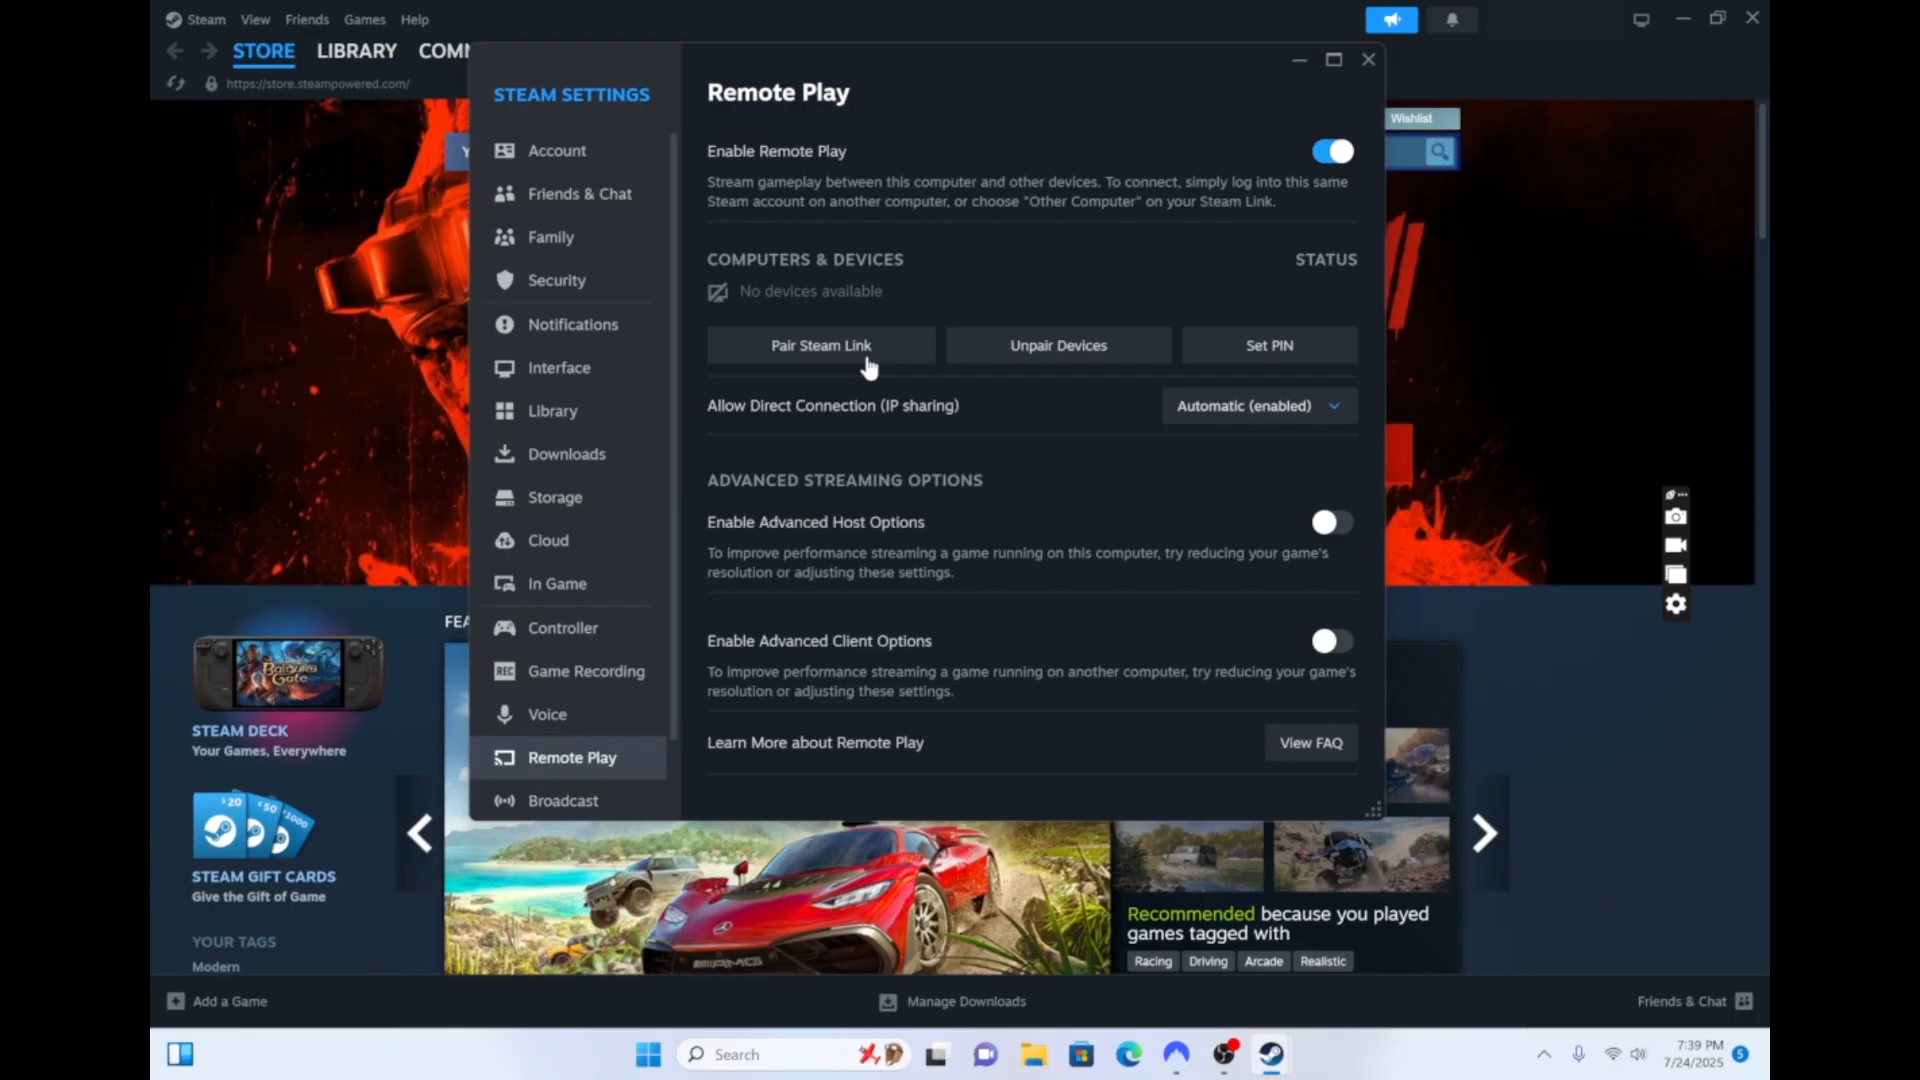 Steam View Friends Games Help
STORE LIBRARY COMM
https://store.steampowered.com/
STEAM SETTINGS
Account
Friends & Chat
Family
Security
Notifications
Interface
Library
Downloads
Storage
Cloud
In Game
Controller
REC Game Recording
Voice
Remote Play
Broadcast
Remote Play
Enable Remote Play
Stream gameplay between this computer and other devices. To connect, simply log into this same
Steam account on another computer, or choose "Other Computer" on your Steam Link.
COMPUTERS & DEVICES STATUS
No devices available
Pair Steam Link Unpair Devices Set PIN
Allow Direct Connection (IP sharing) Automatic (enabled)
ADVANCED STREAMING OPTIONS
Enable Advanced Host Options
To improve performance streaming a game running on this computer, try reducing your game's
resolution or adjusting these settings.
Enable Advanced Client Options
To improve performance streaming a game running on another computer, try reducing your game's
resolution or adjusting these settings.
Learn More about Remote Play View FAQ
Wishlist
Y
FEA
Baldur's Gate
STEAM DECK
Your Games, Everywhere
$20 €50 1000
STEAM GIFT CARDS
Give the Gift of Game
YOUR TAGS
Modern
Recommended because you played
games tagged with
Racing Driving Arcade Realistic
Add a Game Manage Downloads Friends & Chat
Search
7:39 PM
7/24/2025 5